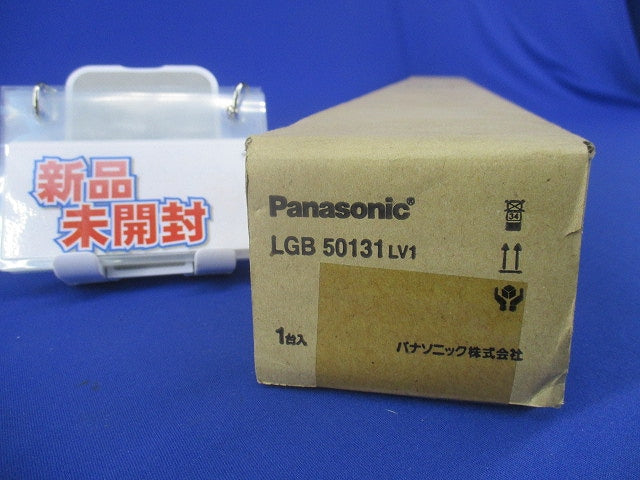 新品
未開封
Panasonic®
LGB 50131 LV1
1台入
パナソニック株式会社